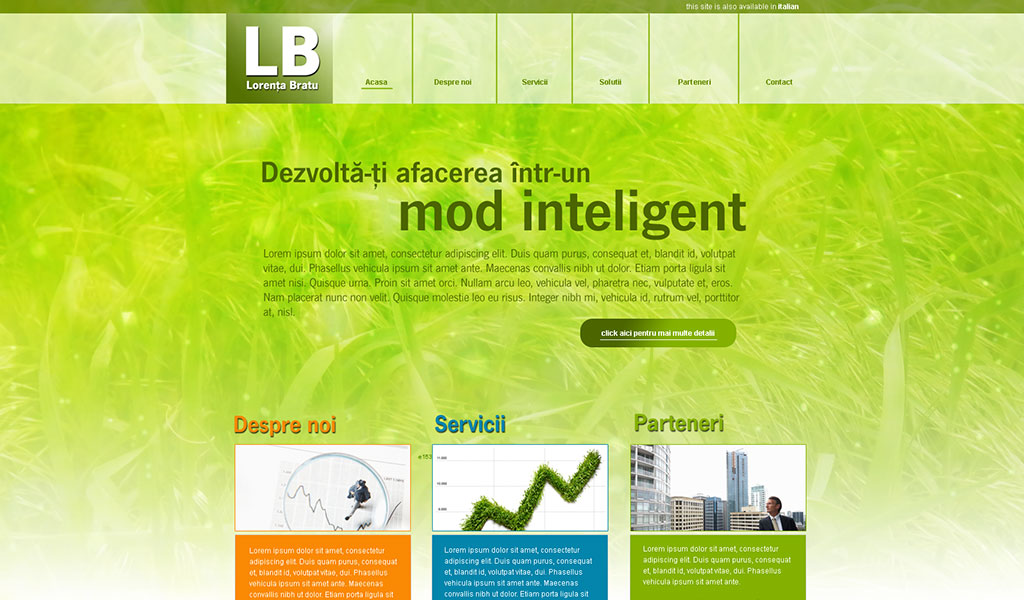 this site is also available in italian
LB
Lorența Bratu
Acasa
Despre noi
Servicii
Solutii
Parteneri
Contact
Dezvoltă-ți afacerea într-un
mod inteligent
Lorem ipsum dolor sit amet, consectetur adipiscing elit. Duis quam purus, consequat et, blandit id, volutpat
vitae, dui. Phasellus vehicula ipsum sit amet ante. Maecenas convallis nibh ut dolor. Etiam porta ligula sit
amet nisi. Quisque urna. Proin sit amet orci. Nullam arcu leo, vehicula vel, pharetra nec, vulputate et, eros.
Nam placerat nunc non velit. Quisque molestie leo eu risus. Integer nibh mi, vehicula id, rutrum vel, porttitor
at, nisl.
click aici pentru mai multe detalii
Despre noi
Servicii
Parteneri
Lorem ipsum dolor sit amet, consectetur
adipiscing elit. Duis quam purus, consequat
et, blandit id, volutpat vitae, dui. Phasellus
vehicula ipsum sit amet ante. Maecenas
convallis nibh ut dolor. Etiam porta ligula sit
Lorem ipsum dolor sit amet, consectetur
adipiscing elit. Duis quam purus, consequat
et, blandit id, volutpat vitae, dui. Phasellus
vehicula ipsum sit amet ante. Maecenas
convallis nibh ut dolor. Etiam porta ligula sit
Lorem ipsum dolor sit amet, consectetur
adipiscing elit. Duis quam purus, consequat
et, blandit id, volutpat vitae, dui. Phasellus
vehicula ipsum sit amet ante.